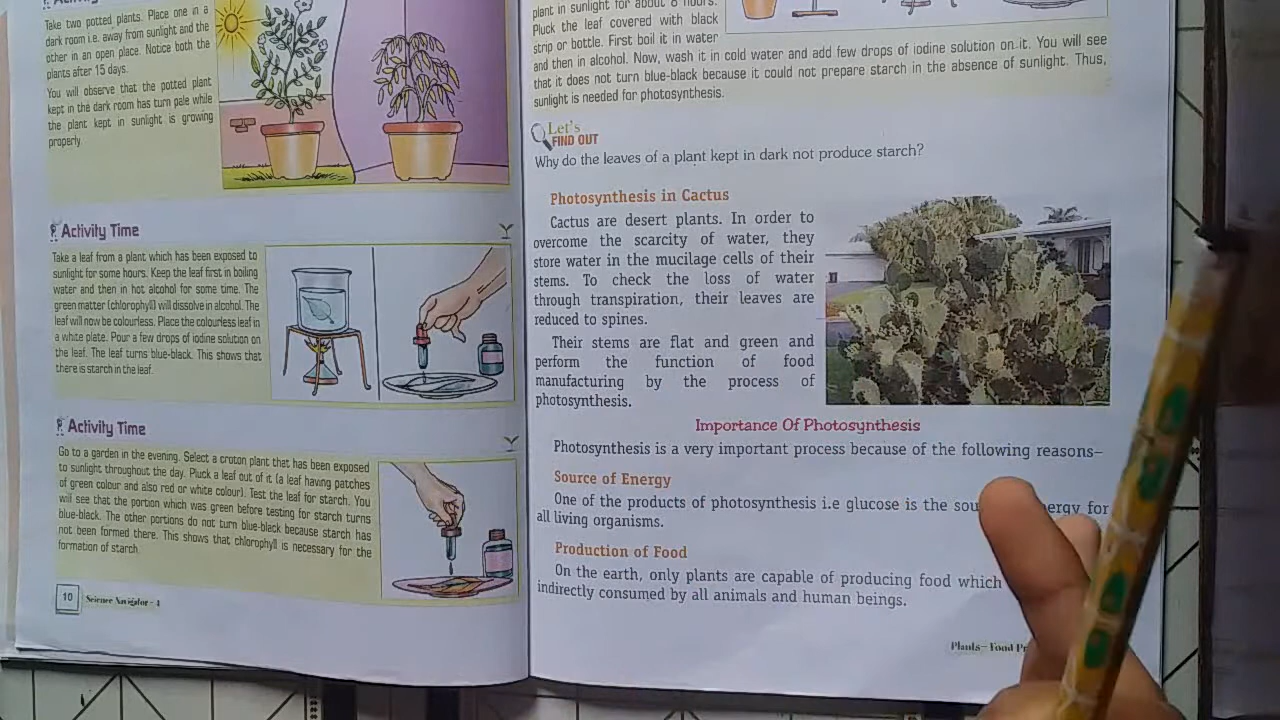 Take two potted plants. Place one in a
dark room i.e. away from sunlight and the
other in an open place. Notice both the
plants after 15 days.
You will observe that the potted plant
kept in the dark room has turn pale while
the plant kept in sunlight is growing
properly
Activity Time
Take a leaf from a plant which has been exposed to
sunlight for some hours. Keep the leaf first in boiling
water and then in hot alcohol for some time. The
green matter (chlorophyll) will dissolve in alcohol. The
leaf will now be colourless. Place the colourless leaf in
a white plate. Pour a few drops of iodine solution on
the leaf. The leaf turns blue-black. This shows that
there is starch in the leaf.
Activity Time
Go to a garden in the evening. Select a croton plant that has been exposed
to sunlight throughout the day. Pluck a leaf out of it (a leaf having patches
of green colour and also red or white colour). Test the leaf for starch. You
will see that the portion which was green before testing for starch turns
blue-black. The other portions do not turn blue-black because starch has
not been formed there. This shows that chlorophyll is necessary for the
formation of starch.
10 Science Navigator-4
plant in sunlight for about 8 hours.
Pluck the leaf covered with black
strip or bottle. First boil it in water
and then in alcohol. Now, wash it in cold water and add few drops of iodine solution on it. You will see
that it does not turn blue-black because it could not prepare starch in the absence of sunlight. Thus,
sunlight is needed for photosynthesis.
Let's
FIND OUT
Why do the leaves of a plant kept in dark not produce starch?
Photosynthesis in Cactus
Cactus are desert plants. In order to
overcome the scarcity of water, they
store water in the mucilage cells of their
stems. To check the loss of water
through transpiration, their leaves are
reduced to spines.
Their stems are flat and green and
perform the function of food
manufacturing by the process of
photosynthesis.
Importance Of Photosynthesis
Photosynthesis is a very important process because of the following reasons–
Source of Energy
One of the products of photosynthesis i.e glucose is the for
all living organisms.
Production of Food
On the earth, only plants are capable of producing food which
indirectly consumed by all animals and human beings.
Plants– Food